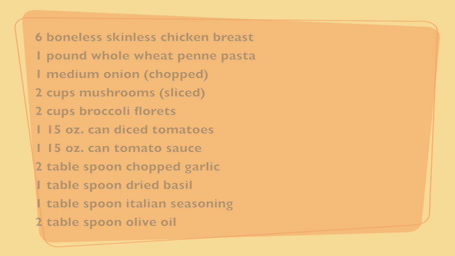 6 boneless skinless chicken breast
1 pound whole wheat penne pasta
1 medium onion (chopped)
2 cups mushrooms (sliced)
2 cups broccoli florets
1 15 oz. can diced tomatoes
1 15 oz. can tomato sauce
2 table spoon chopped garlic
1 table spoon dried basil
1 table spoon italian seasoning
2 table spoon olive oil